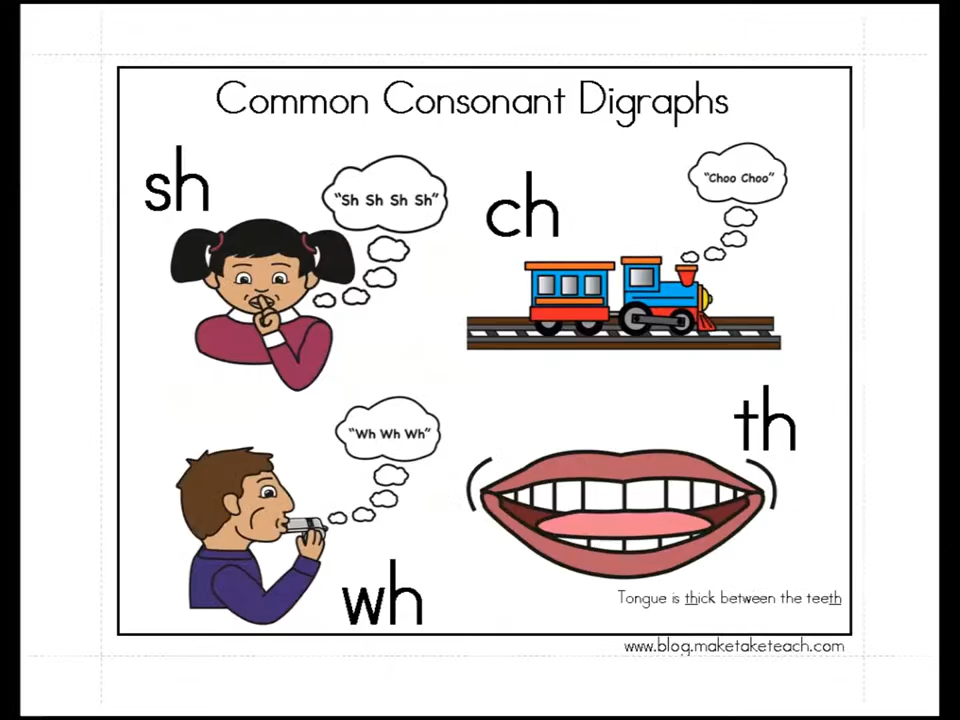 Common Consonant Digraphs
sh
"Sh Sh Sh Sh"
ch
"Choo Choo"
"Wh Wh Wh"
wh
th
Tongue is thick between the teeth
www.blog.maketaketeach.com